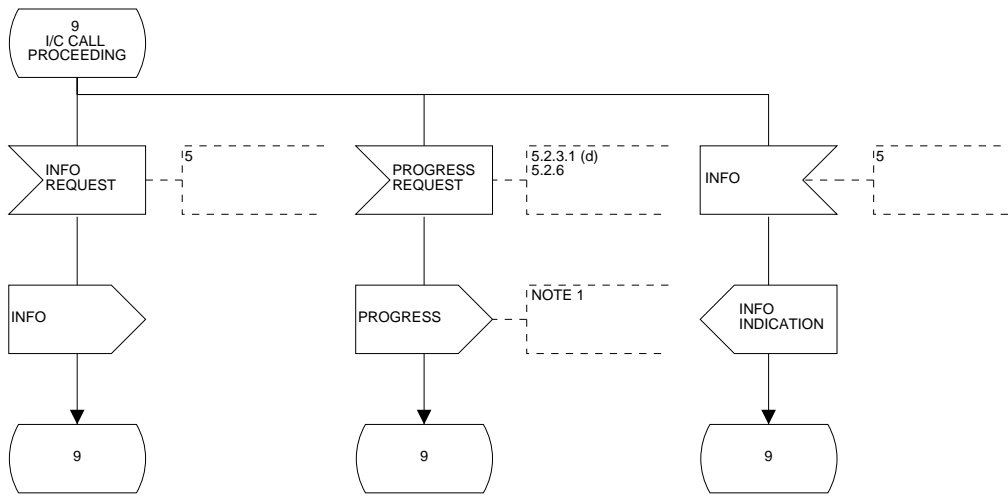 9
I/C CALL
PROCEEDING
INFO
REQUEST
5
PROGRESS
REQUEST
5.2.3.1 (d)
5.2.6
INFO
5
INFO
PROGRESS
NOTE 1
INFO
INDICATION
9
9
9